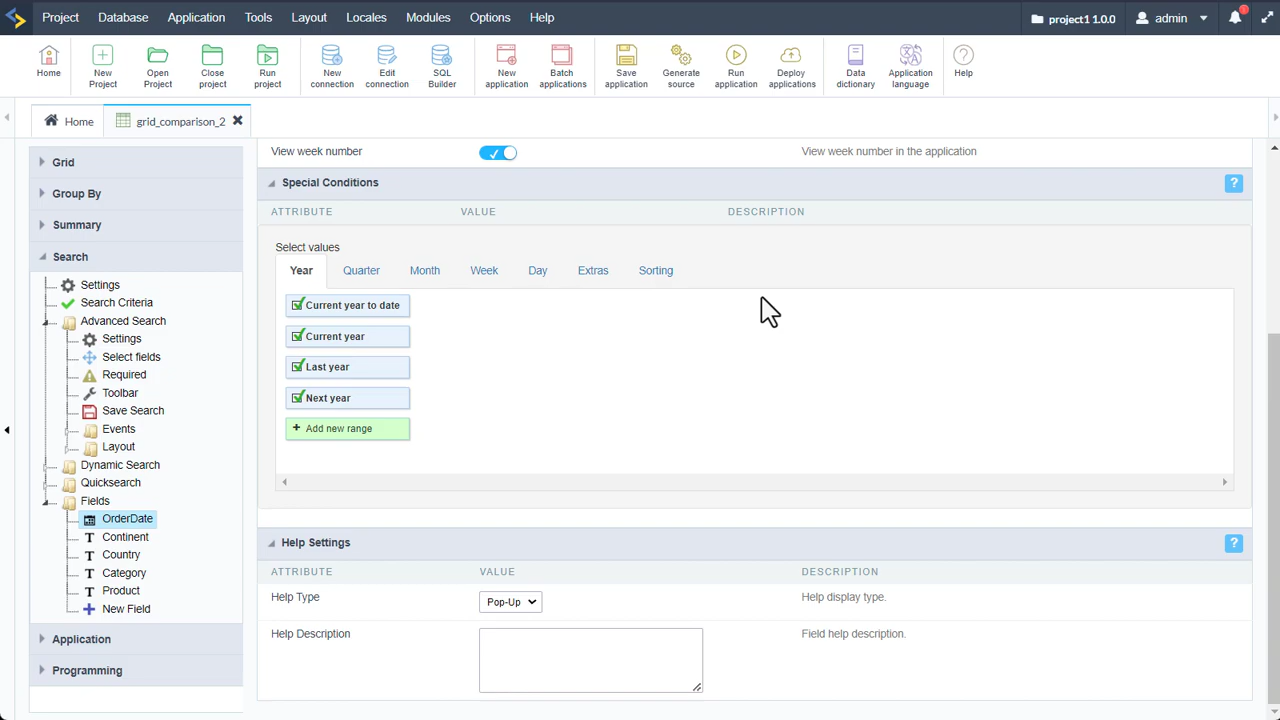 Project Database Application Tools Layout Locales Modules Options Help project1 1.0.0 admin
Home New Project Open Project Close project Run project New connection Edit connection SQL Builder New application Batch applications Save application Generate source Run application Deploy applications Data dictionary Application language Help
Home grid_comparison_2
Grid
Group By
Summary
Search
Settings
Search Criteria
Advanced Search
Settings
Select fields
Required
Toolbar
Save Search
Events
Layout
Dynamic Search
Quicksearch
Fields
OrderDate
Continent
Country
Category
Product
New Field
Application
Programming
View week number View week number in the application
Special Conditions ?
ATTRIBUTE VALUE DESCRIPTION
Select values
Year Quarter Month Week Day Extras Sorting
Current year to date
Current year
Last year
Next year
+ Add new range
Help Settings ?
ATTRIBUTE VALUE DESCRIPTION
Help Type Pop-Up Help display type.
Help Description Field help description.